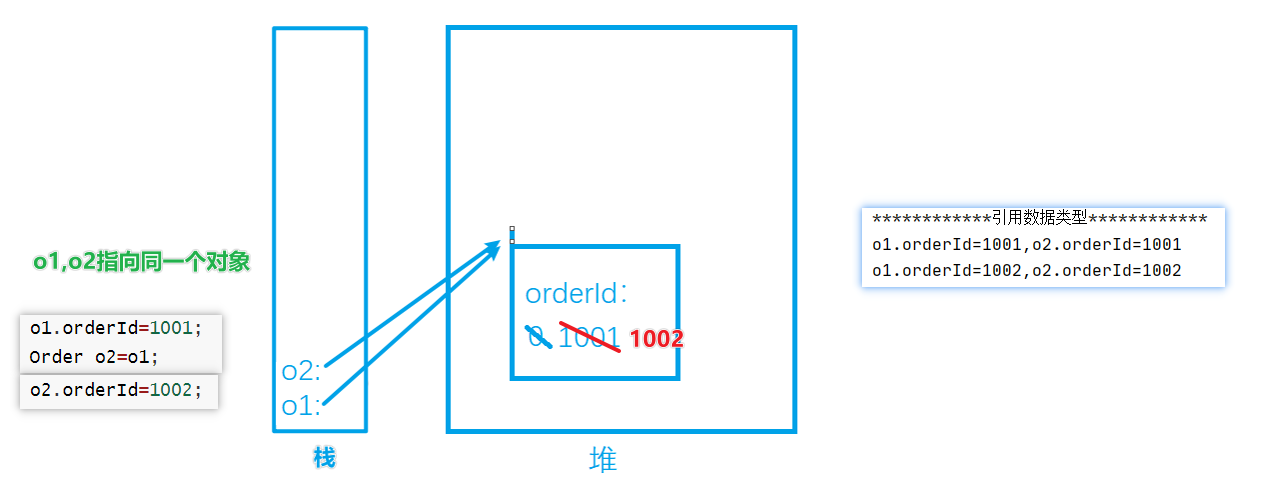 o1,o2指向同一个对象
o1.orderId=1001;
Order o2=o1;
o2.orderId=1002;
o2:
o1:
栈
orderId:
0 1001 1002
堆
************引用数据类型************
o1.orderId=1001,o2.orderId=1001
o1.orderId=1002,o2.orderId=1002